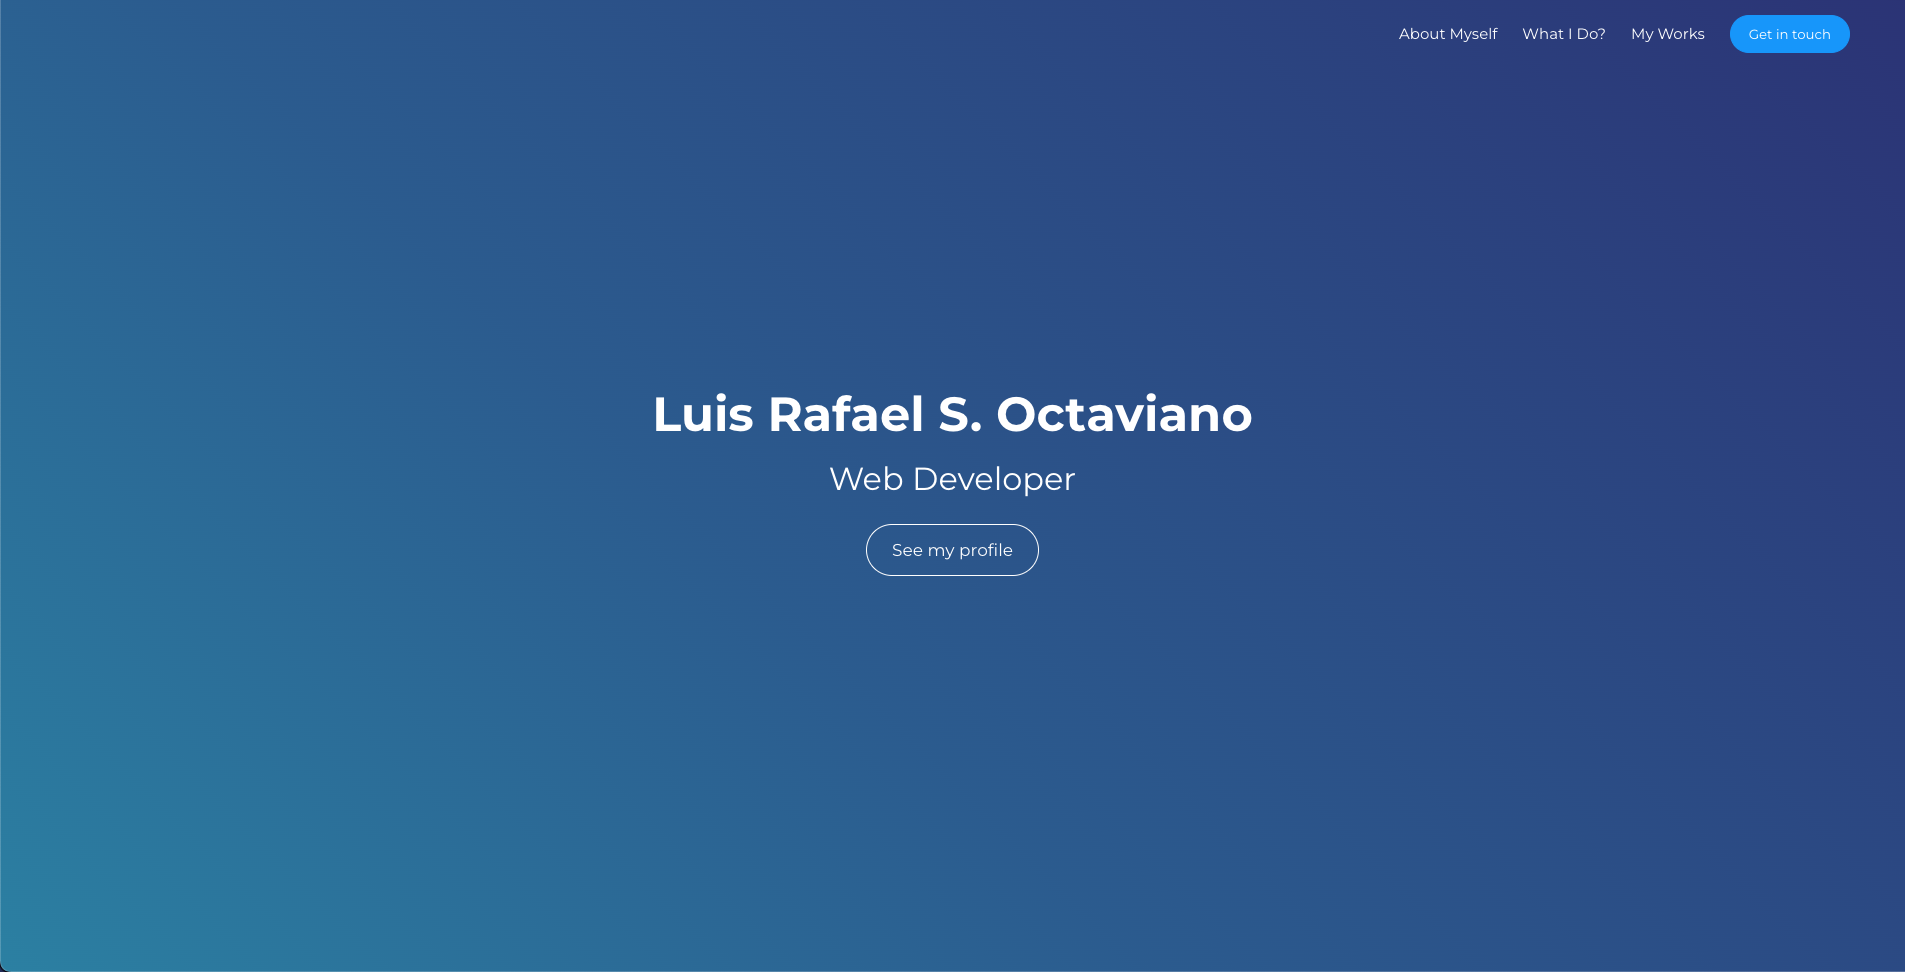 About Myself What I Do? My Works Get in touch
Luis Rafael S. Octaviano
Web Developer
See my profile